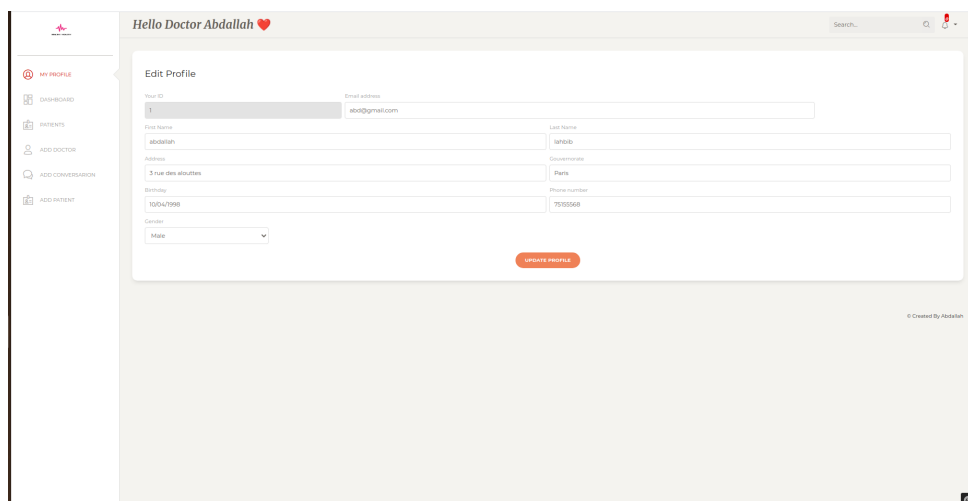 Hello Doctor Abdallah ❤️
Search...
MY PROFILE
DASHBOARD
PATIENTS
ADD DOCTOR
ADD CONVERSARION
ADD PATIENT
Edit Profile
Your ID Email address
1 abd@gmail.com
First Name Last Name
abdallah lahbib
Address Gouvernorate
3 rue des alouttes Paris
Birthday Phone number
10/04/1998 75155568
Gender
Male
UPDATE PROFILE
© Created By Abdallah